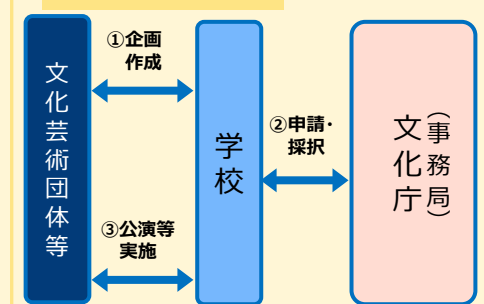 文化芸術団体等
①企画
作成
③公演等
実施
学校
②申請・
採択
文化庁
（事務局）